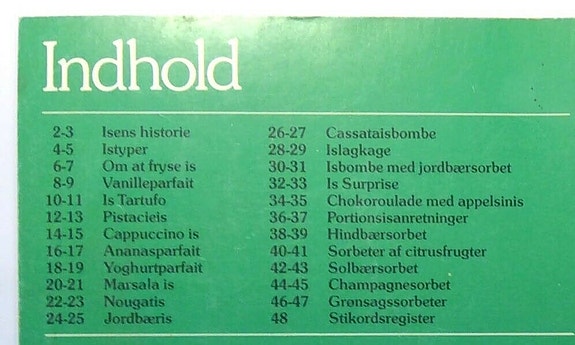 Indhold
2-3 Isens historie
4-5 Istyper
6-7 Om at fryse is
8-9 Vanilleparfait
10-11 Is Tartufo
12-13 Pistacieis
14-15 Cappuccino is
16-17 Ananasparfait
18-19 Yoghurtparfait
20-21 Marsala is
22-23 Nougatis
24-25 Jordbæris
26-27 Cassataisbombe
28-29 Islagkage
30-31 Isbombe med jordbærsorbet
32-33 Is Surprise
34-35 Chokoroulade med appelsinis
36-37 Portionsisanretninger
38-39 Hindbærsorbet
40-41 Sorbeter af citrusfrugter
42-43 Solbærsorbet
44-45 Champagnesorbet
46-47 Grønsagssorbeter
48 Stikordsregister